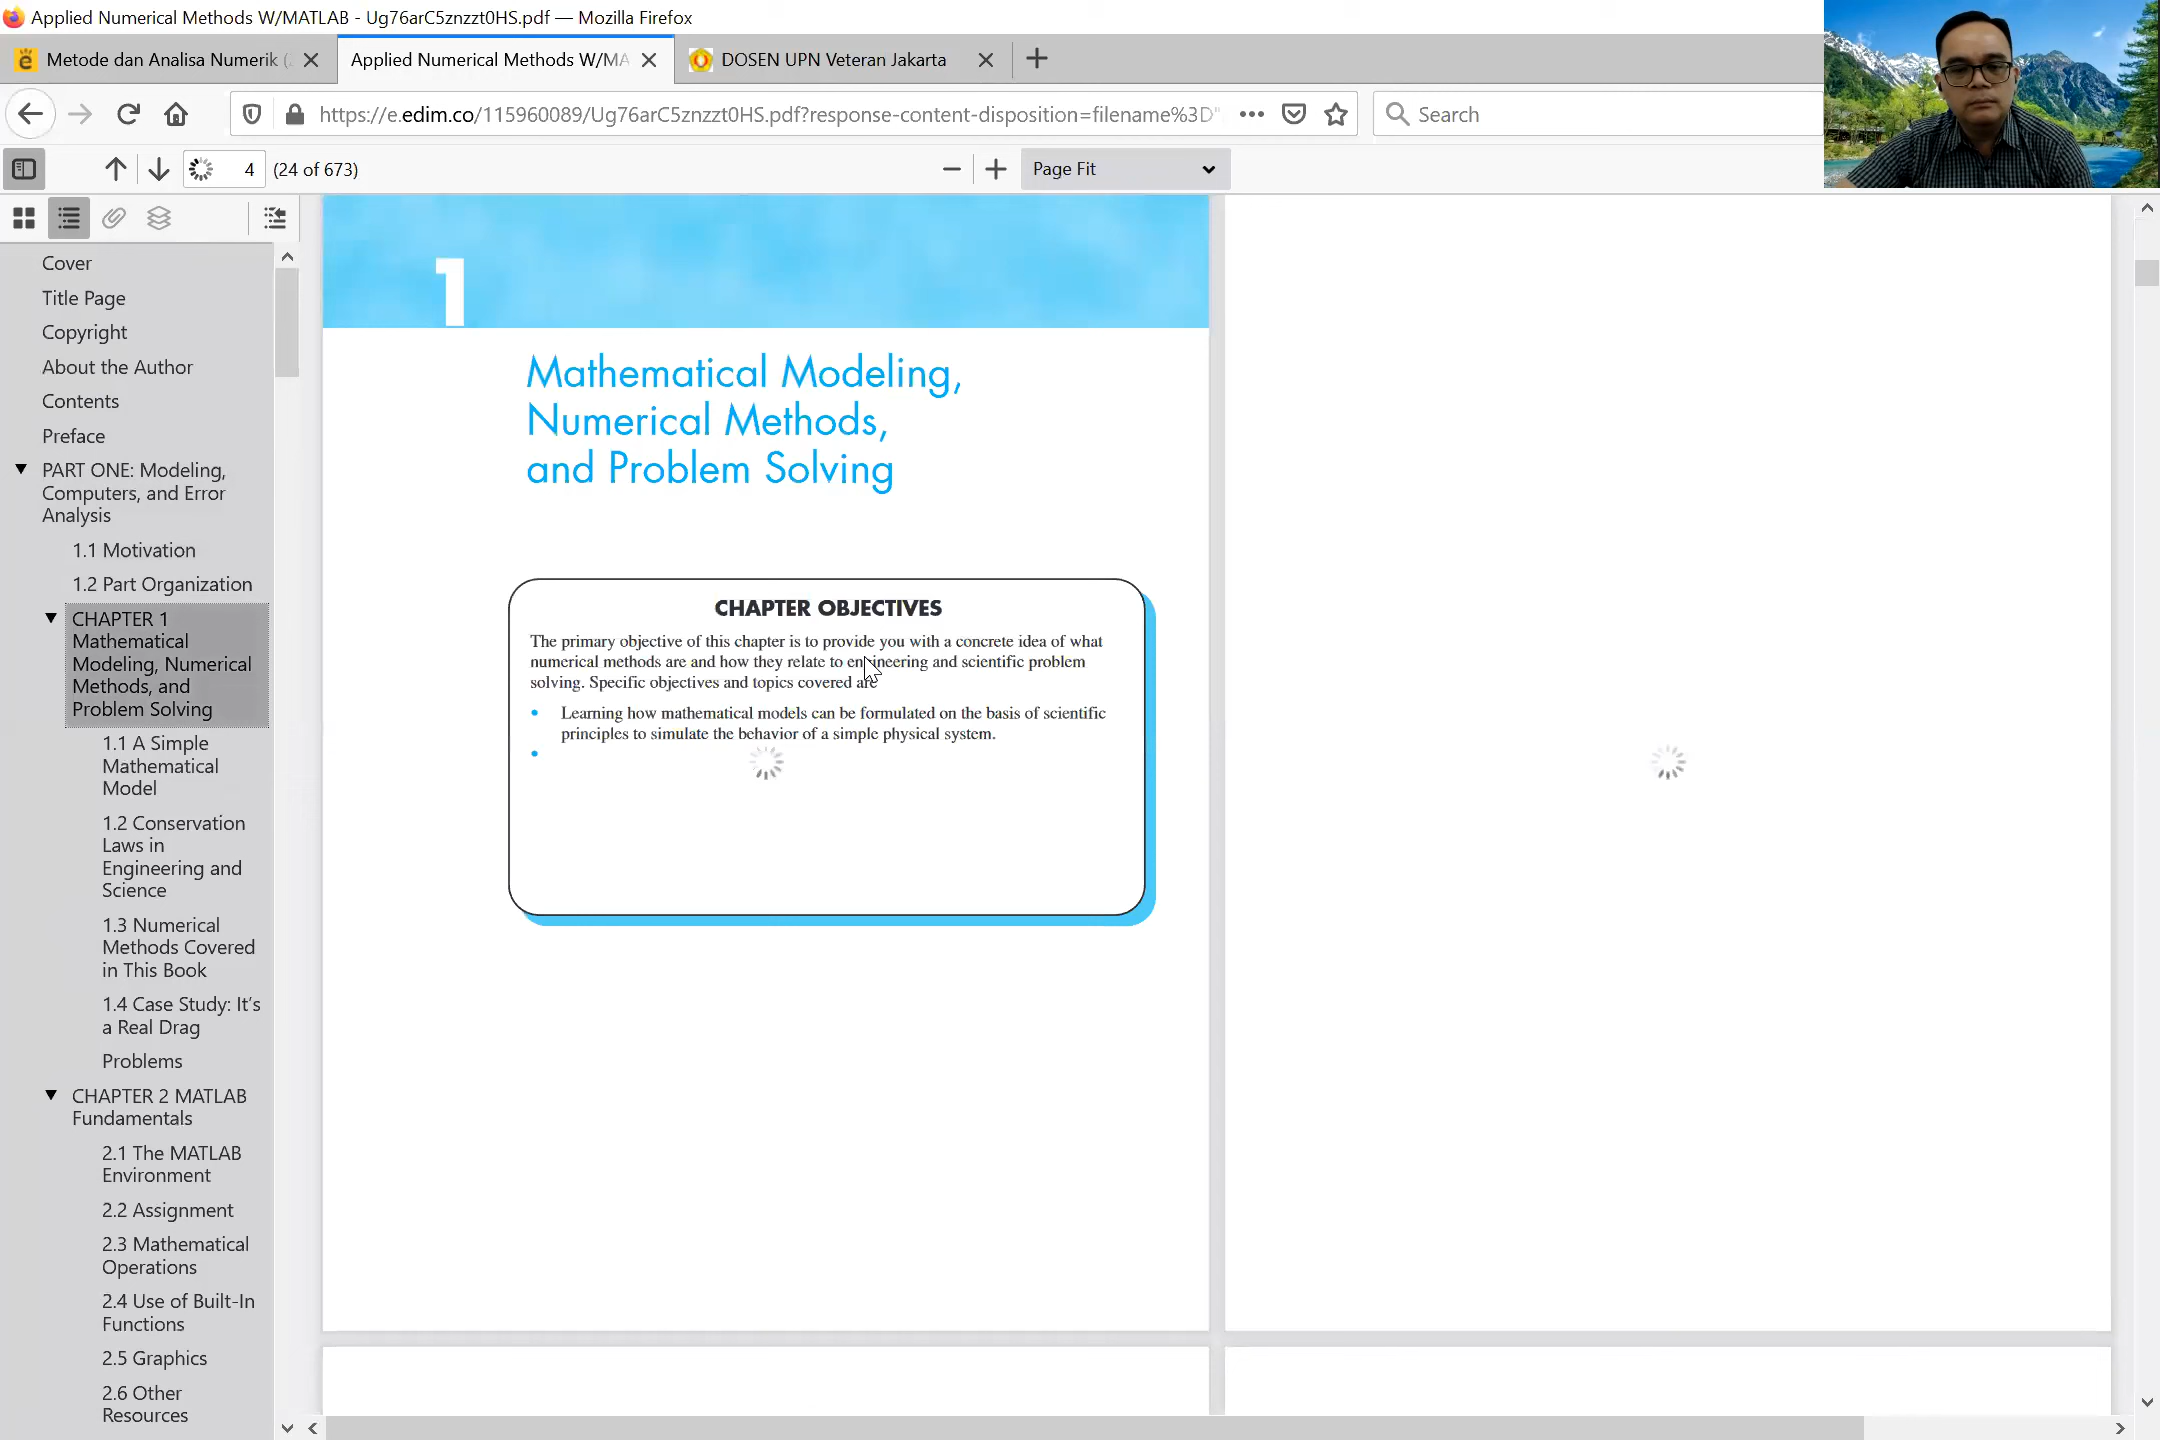 Applied Numerical Methods W/MATLAB - Ug76arC5znzzt0HS.pdf — Mozilla Firefox
Metode dan Analisa Numerik (
Applied Numerical Methods W/MA
DOSEN UPN Veteran Jakarta
https://e.edim.co/115960089/Ug76arC5znzzt0HS.pdf?response-content-disposition=filename%3D"
Search
4 (24 of 673)
Page Fit
Cover
Title Page
Copyright
About the Author
Contents
Preface
PART ONE: Modeling,
Computers, and Error
Analysis
1.1 Motivation
1.2 Part Organization
CHAPTER 1
Mathematical
Modeling, Numerical
Methods, and
Problem Solving
1.1 A Simple
Mathematical
Model
1.2 Conservation
Laws in
Engineering and
Science
1.3 Numerical
Methods Covered
in This Book
1.4 Case Study: It's
a Real Drag
Problems
CHAPTER 2 MATLAB
Fundamentals
2.1 The MATLAB
Environment
2.2 Assignment
2.3 Mathematical
Operations
2.4 Use of Built-In
Functions
2.5 Graphics
2.6 Other
Resources
1
Mathematical Modeling,
Numerical Methods,
and Problem Solving
CHAPTER OBJECTIVES
The primary objective of this chapter is to provide you with a concrete idea of what
numerical methods are and how they relate to engineering and scientific problem
solving. Specific objectives and topics covered are
• Learning how mathematical models can be formulated on the basis of scientific
principles to simulate the behavior of a simple physical system.
•